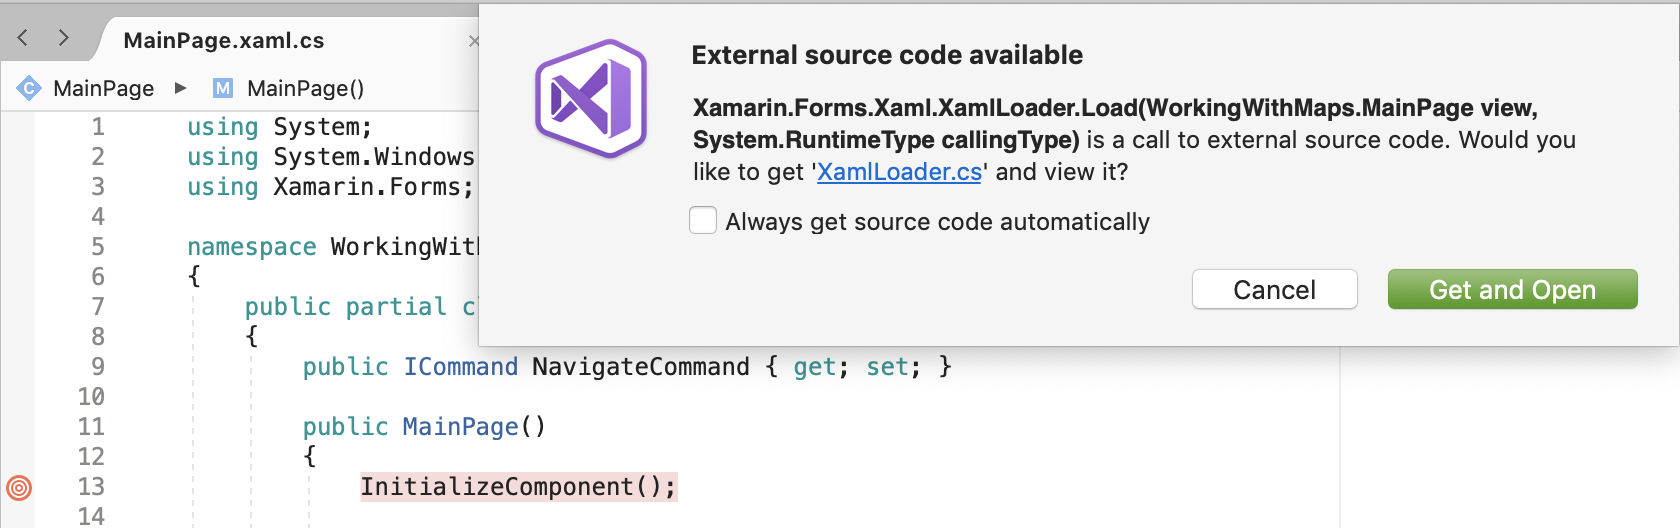 MainPage.xaml.cs
MainPage ▶ M MainPage()
1 using System;
2 using System.Windows
3 using Xamarin.Forms;
4
5 namespace
6 {
7 public partial
8 {
9 public ICommand NavigateCommand { get; set; }
10
11 public MainPage()
12 {
13 InitializeComponent();
14
External source code available
Xamarin.Forms.Xaml.XamlLoader.Load(WorkingWithMaps.MainPage view,
System.RuntimeType callingType) is a call to external source code. Would you
like to get 'XamlLoader.cs' and view it?
Always get source code automatically
Cancel
Get and Open